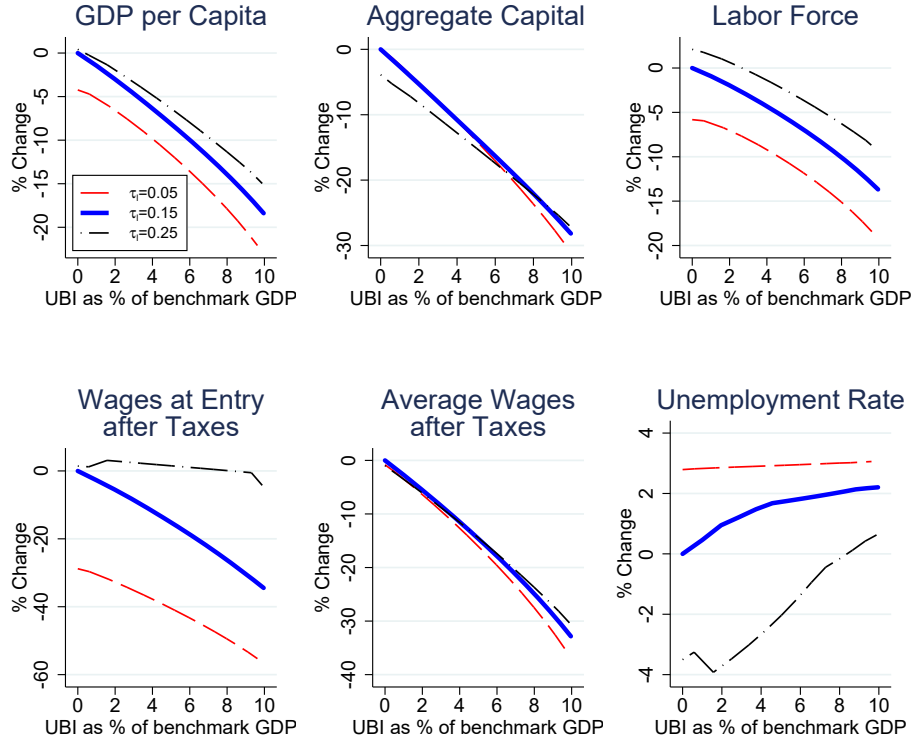 GDP per Capita
% Change
0
-5
-10
-15
-20
τₗ=0.05
τₗ=0.15
τₗ=0.25
0 2 4 6 8 10
UBI as % of benchmark GDP
Aggregate Capital
% Change
0
-10
-20
-30
0 2 4 6 8 10
UBI as % of benchmark GDP
Labor Force
% Change
0
-5
-10
-15
-20
0 2 4 6 8 10
UBI as % of benchmark GDP
Wages at Entry
after Taxes
% Change
0
-20
-40
-60
0 2 4 6 8 10
UBI as % of benchmark GDP
Average Wages
after Taxes
% Change
0
-10
-20
-30
-40
0 2 4 6 8 10
UBI as % of benchmark GDP
Unemployment Rate
% Change
4
2
0
-2
-4
0 2 4 6 8 10
UBI as % of benchmark GDP